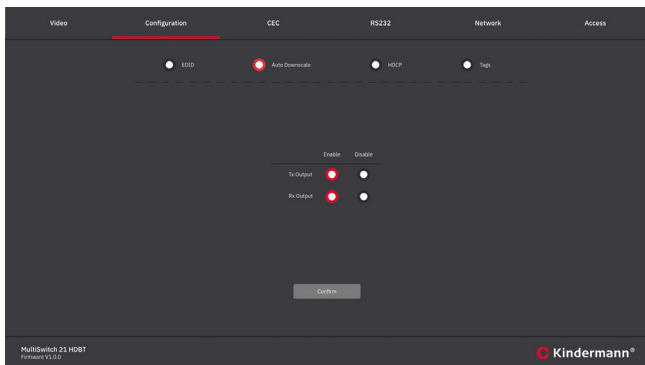 Video Configuration CEC RS232 Network Access
EDID Auto Downscale HDCP Tags
Enable Disable
Tx Output
Rx Output
Confirm
MultiSwitch 21 HDBT
Firmware V1.0.0
Kindermann®